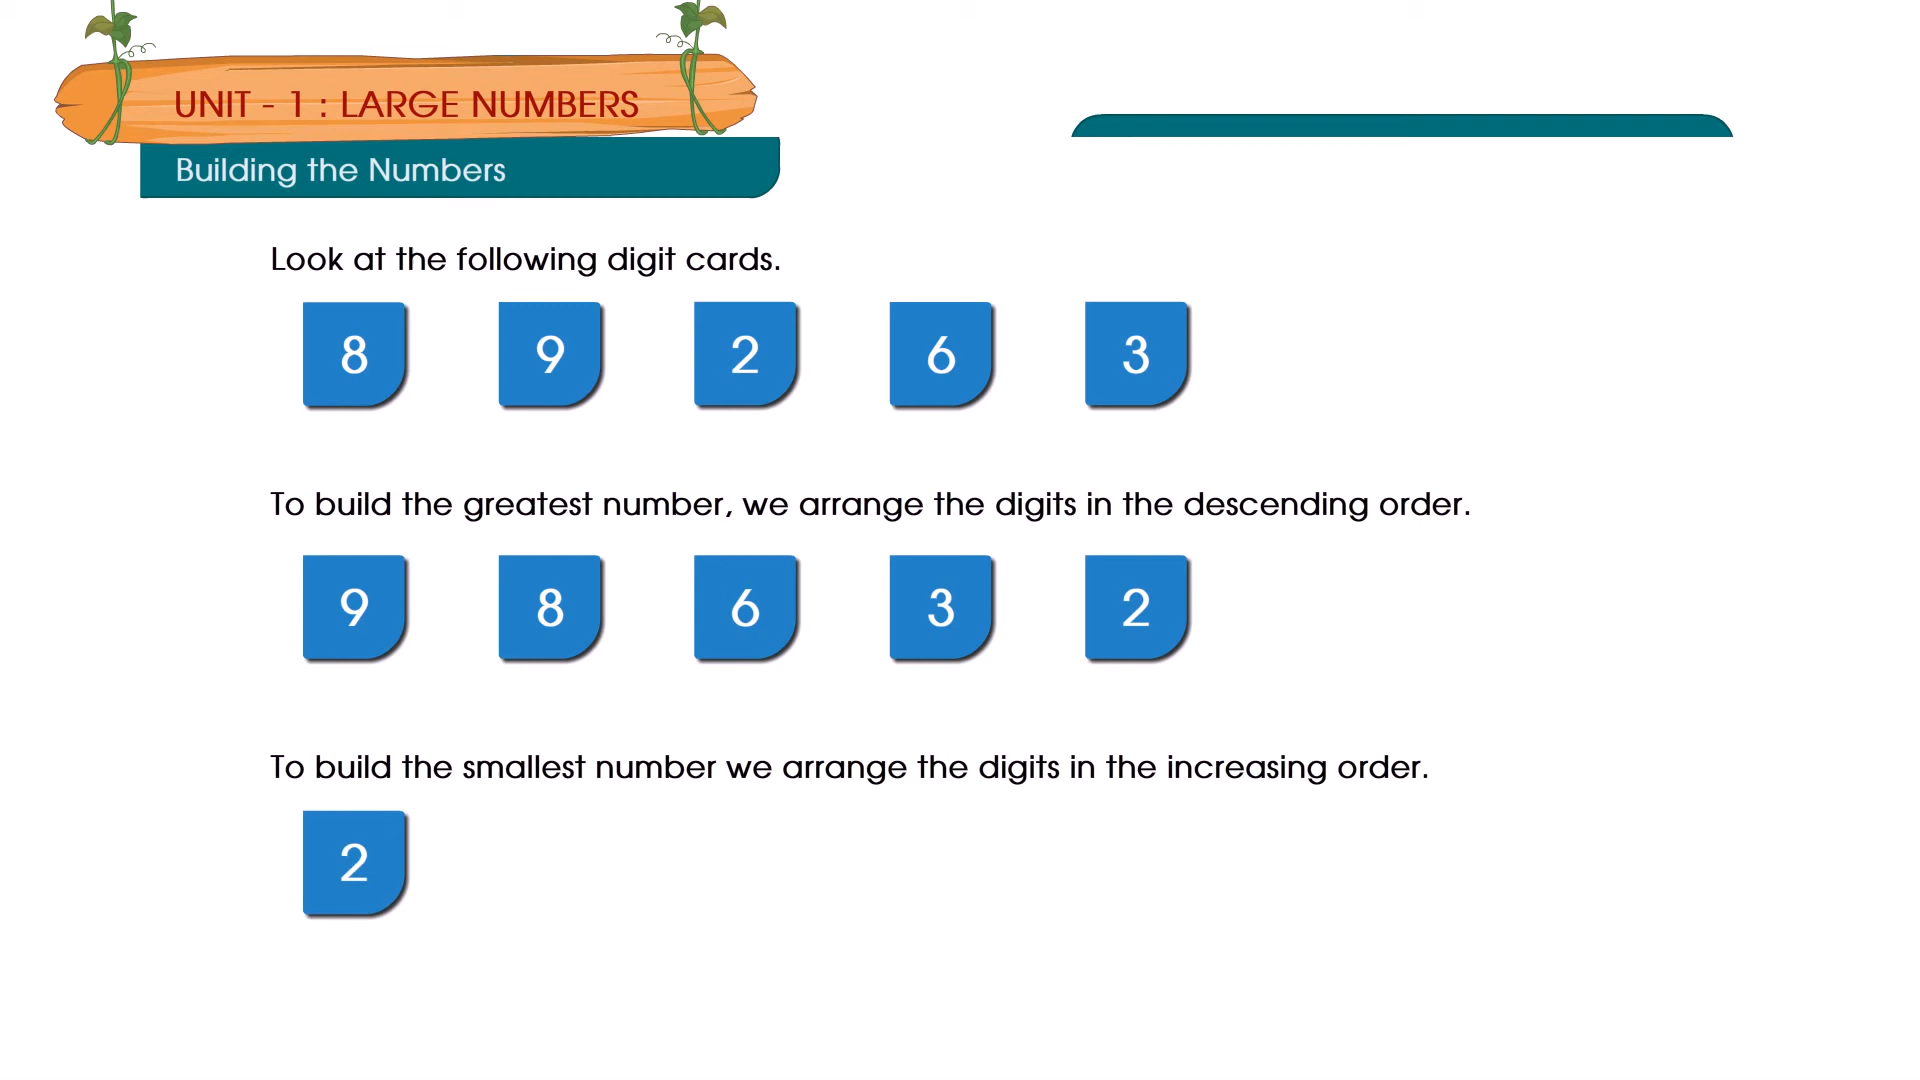 UNIT - 1 : LARGE NUMBERS
Building the Numbers
Look at the following digit cards.
8 9 2 6 3
To build the greatest number, we arrange the digits in the descending order.
9 8 6 3 2
To build the smallest number we arrange the digits in the increasing order.
2